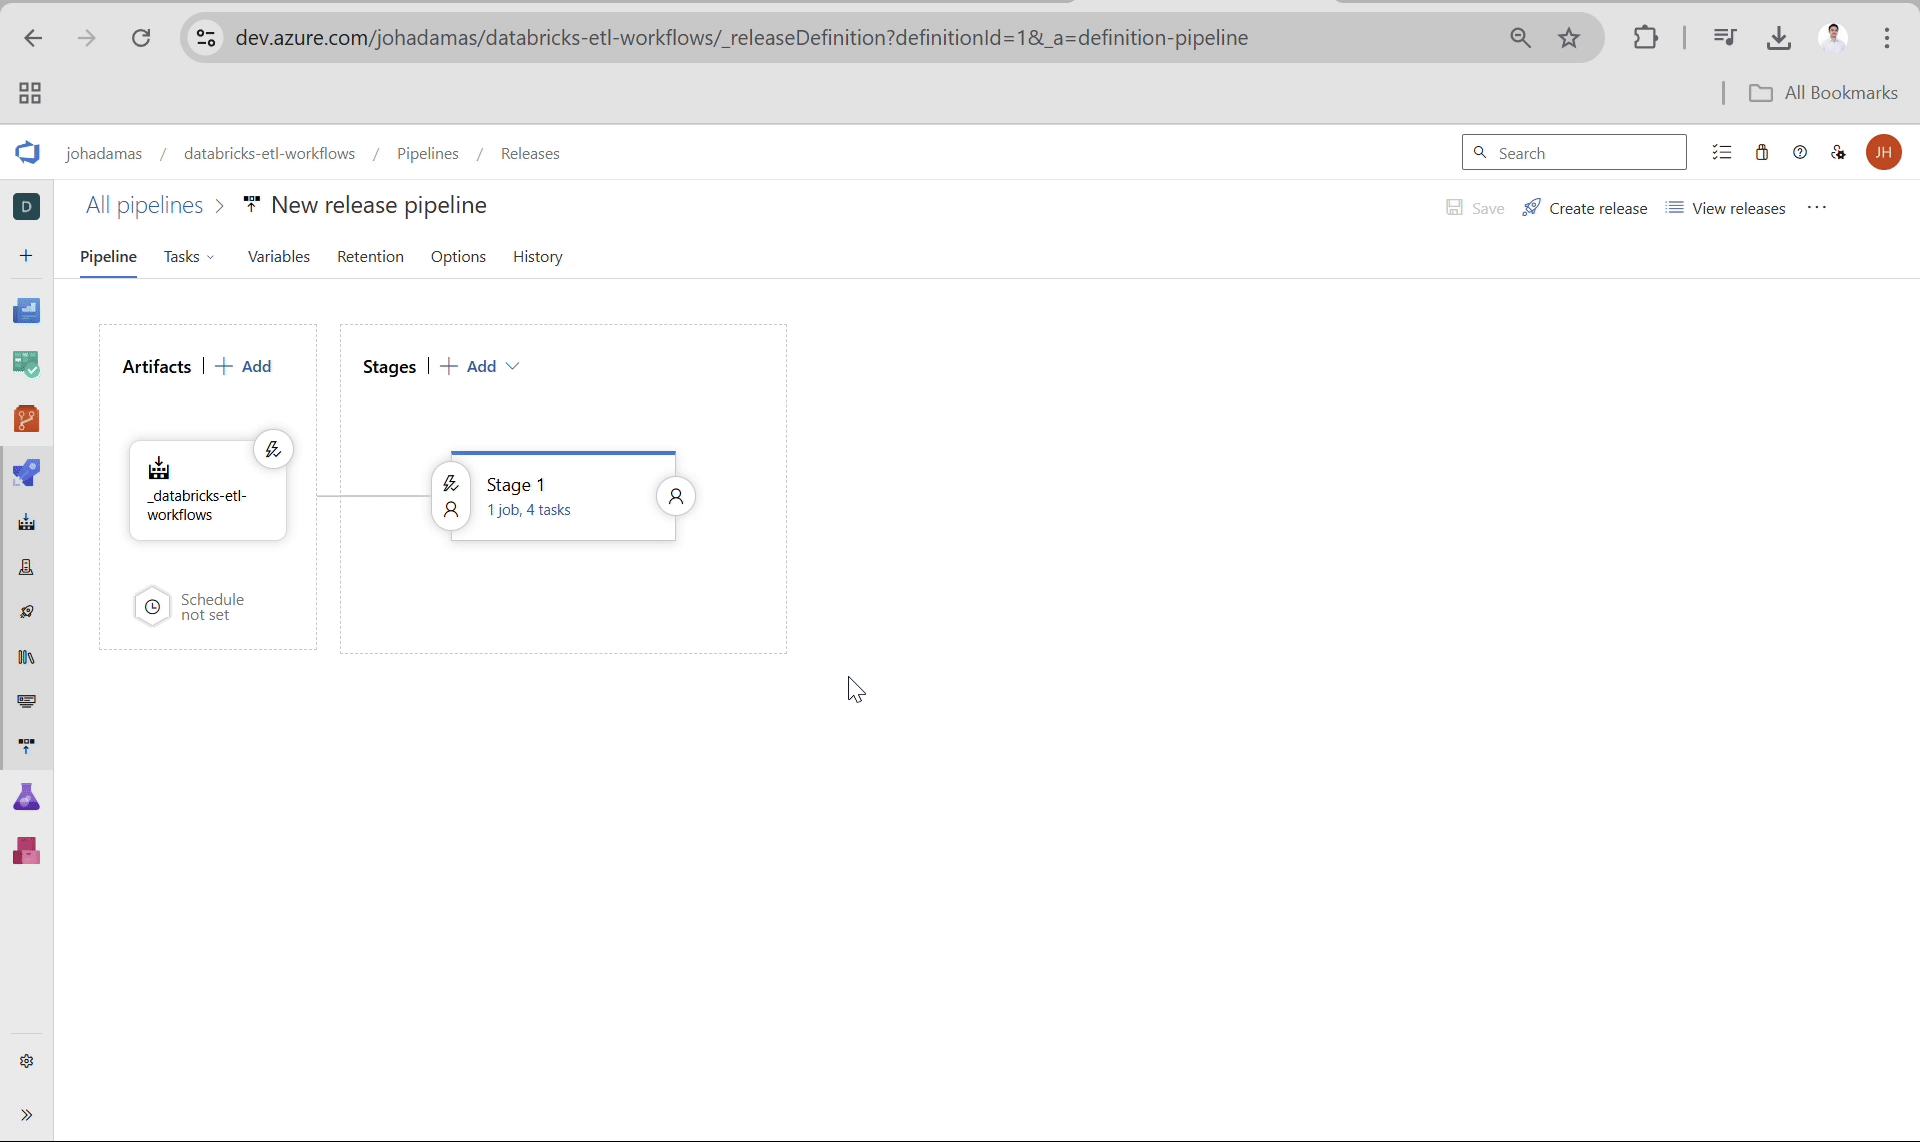 dev.azure.com/johadamas/databricks-etl-workflows/_releaseDefinition?definitionId=1&_a=definition-pipeline
All Bookmarks
johadamas / databricks-etl-workflows / Pipelines / Releases
Search
JH
D
All pipelines > New release pipeline
Save
Create release
View releases
Pipeline
Tasks
Variables
Retention
Options
History
Artifacts | + Add
Stages | + Add
_databricks-etl-
workflows
Stage 1
1 job, 4 tasks
Schedule
not set